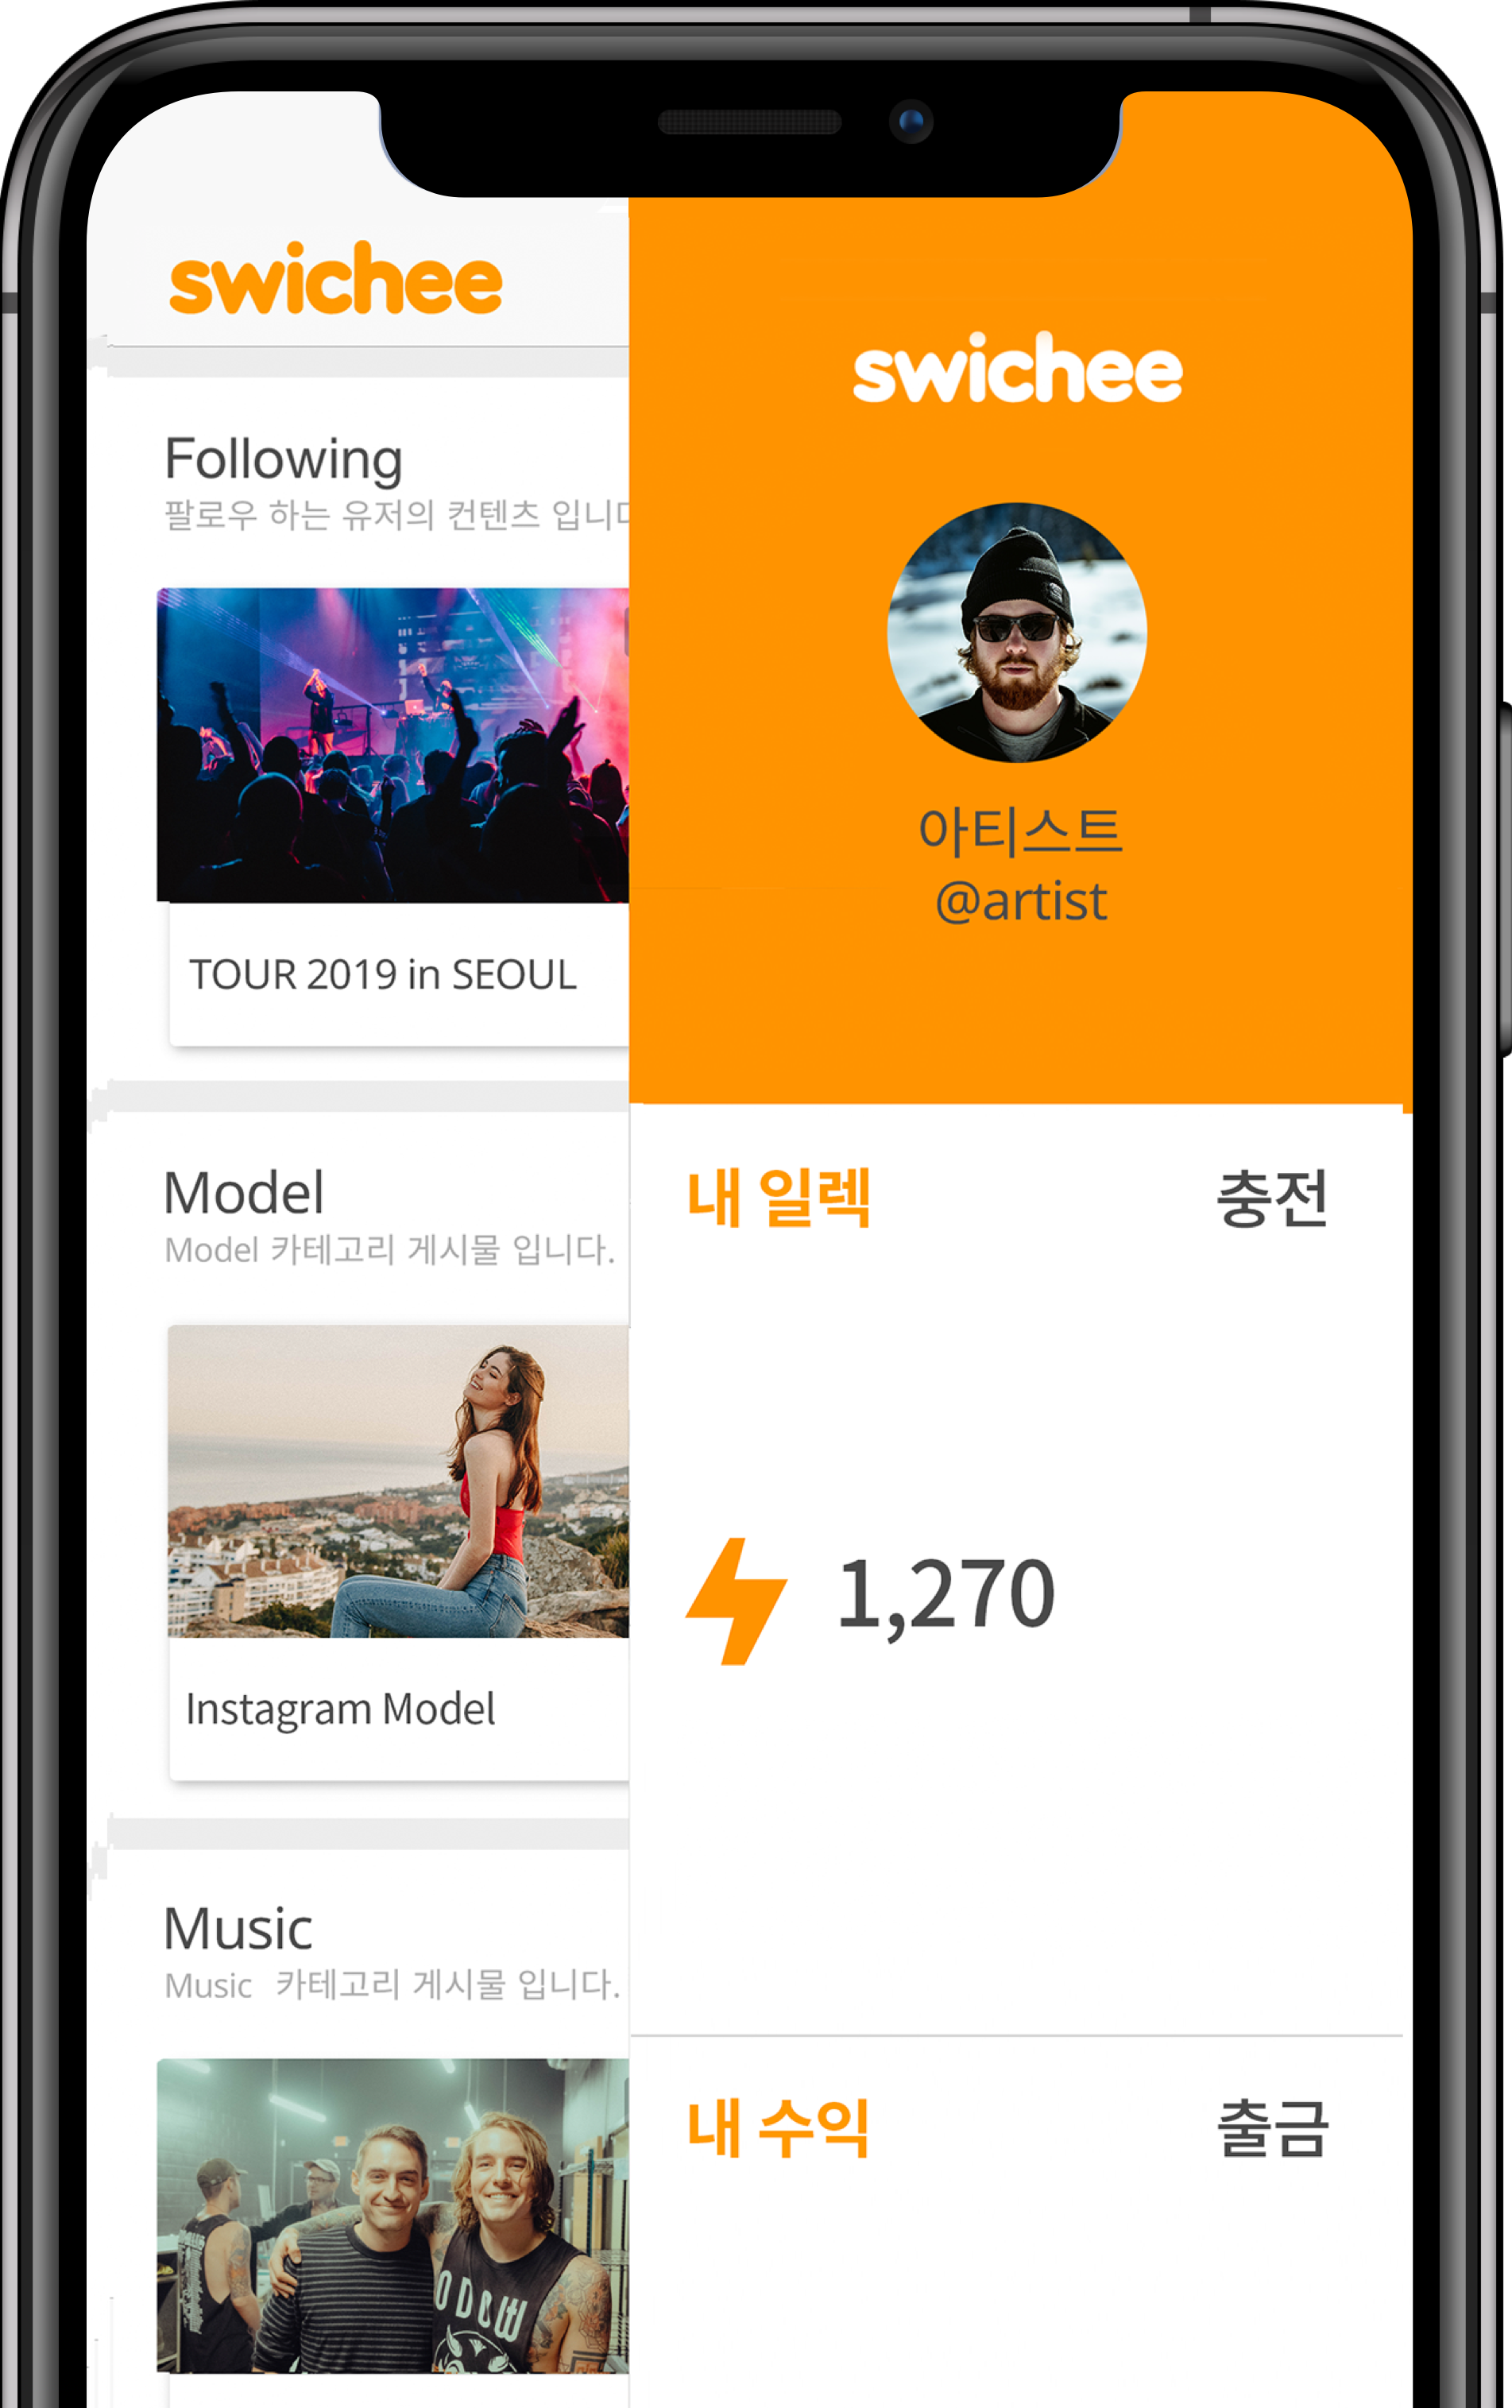 swichee
Following
팔로우 하는 유저의 컨텐츠 입니
TOUR 2019 in SEOUL
Model
Model 카테고리 게시물 입니다.
Instagram Model
Music
Music 카테고리 게시물 입니다.
swichee
아티스트
@artist
내 일렉 충전
1,270
내 수익 출금